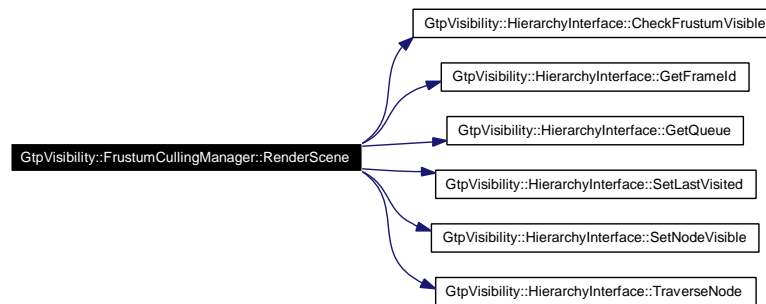 GtpVisibility::HierarchyInterface::CheckFrustumVisible
GtpVisibility::HierarchyInterface::GetFrameId
GtpVisibility::HierarchyInterface::GetQueue
GtpVisibility::FrustumCullingManager::RenderScene
GtpVisibility::HierarchyInterface::SetLastVisited
GtpVisibility::HierarchyInterface::SetNodeVisible
GtpVisibility::HierarchyInterface::TraverseNode